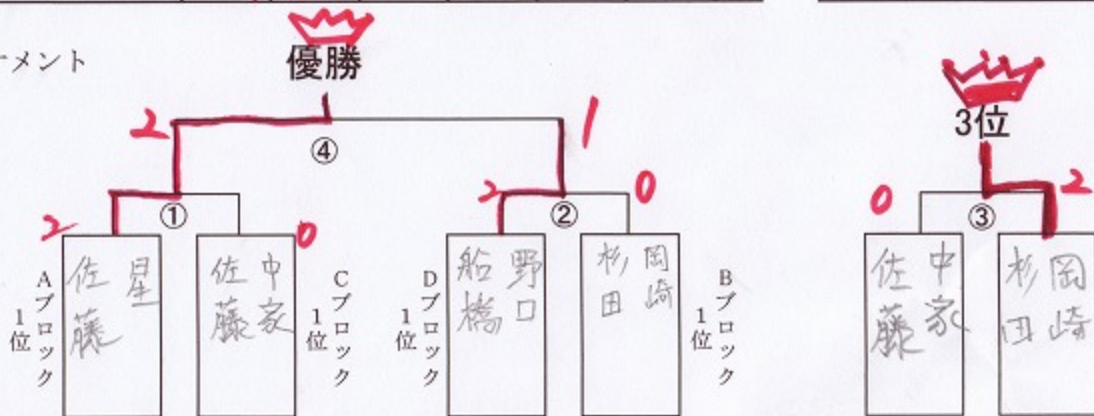 ーメント
優勝
3位
2
1
④
2
0
0
2
①
②
③
2
0
Aブロック
1位
星
佐藤
中家
佐藤
Cブロック
1位
Dブロック
1位
野口
船橋
岡崎
杉田
Bブロック
1位
中家
佐藤
岡崎
杉田